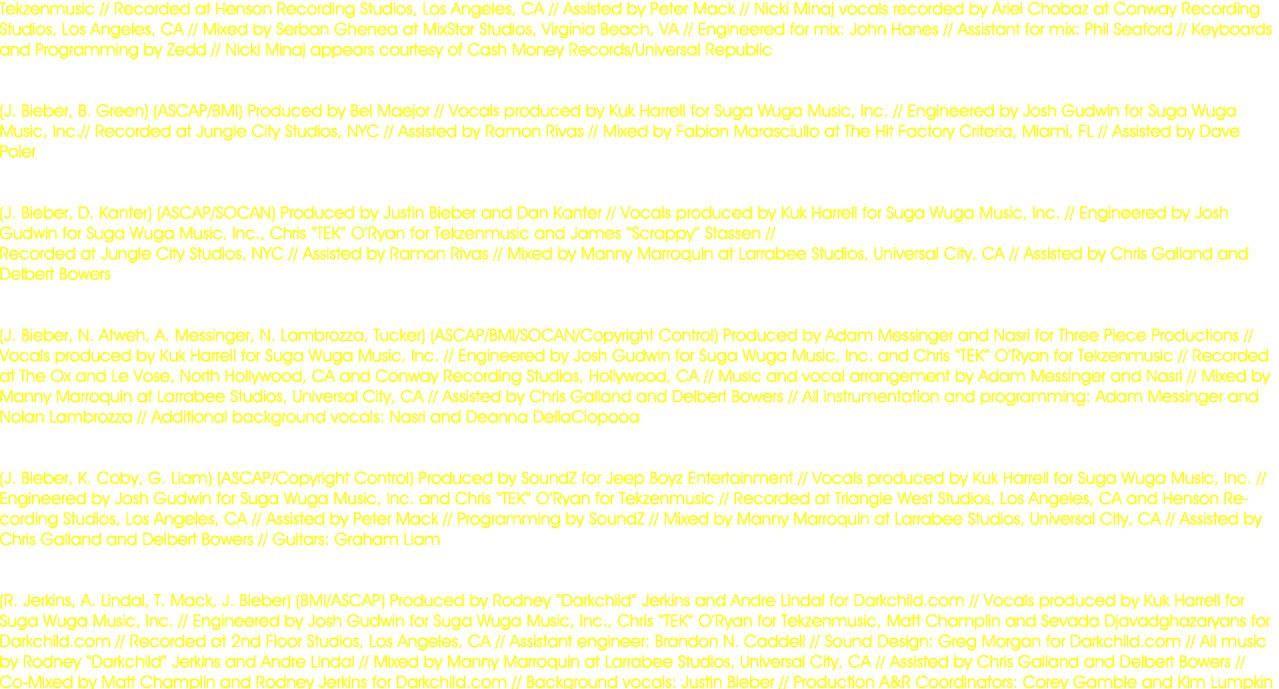 Tekzenmusic // Recorded at Henson Recording Studios, Los Angeles, CA // Assisted by Peter Mack // Nicki Minaj vocals recorded by Ariel Chobaz at Conway Recording
Studios, Los Angeles, CA // Mixed by Serban Ghenea at MixStar Studios, Virginia Beach, VA // Engineered for mix: John Hanes // Assistant for mix: Phil Seaford // Keyboards
and Programming by Zedd // Nicki Minaj appears courtesy of Cash Money Records/Universal Republic
(J. Bieber, B. Green) (ASCAP/BMI) Produced by Bei Maejor // Vocals produced by Kuk Harrell for Suga Wuga Music, Inc. // Engineered by Josh Gudwin for Suga Wuga
Music, Inc.// Recorded at Jungle City Studios, NYC // Assisted by Ramon Rivas // Mixed by Fabian Marasciullo at The Hit Factory Criteria, Miami, FL // Assisted by Dave
Poler
(J. Bieber, D. Kanter) (ASCAP/SOCAN) Produced by Justin Bieber and Dan Kanter // Vocals produced by Kuk Harrell for Suga Wuga Music, Inc. // Engineered by Josh
Gudwin for Suga Wuga Music, Inc., Chris "TEK" O'Ryan for Tekzenmusic and James "Scrappy" Stassen //
Recorded at Jungle City Studios, NYC // Assisted by Ramon Rivas // Mixed by Manny Marroquin at Larrabee Studios, Universal City, CA // Assisted by Chris Galland and
Delbert Bowers
(J. Bieber, N. Atweh, A. Messinger, N. Lambrozza, Tucker) (ASCAP/BMI/SOCAN/Copyright Control) Produced by Adam Messinger and Nasri for Three Piece Productions //
Vocals produced by Kuk Harrell for Suga Wuga Music, Inc. // Engineered by Josh Gudwin for Suga Wuga Music, Inc. and Chris "TEK" O'Ryan for Tekzenmusic // Recorded
at The Ox and Le Vose, North Hollywood, CA and Conway Recording Studios, Hollywood, CA // Music and vocal arrangement by Adam Messinger and Nasri // Mixed by
Manny Marroquin at Larrabee Studios, Universal City, CA // Assisted by Chris Galland and Delbert Bowers // All instrumentation and programming: Adam Messinger and
Nolan Lambrozza // Additional background vocals: Nasri and Deanna DellaCioppoa
(J. Bieber, K. Coby, G. Liam) (ASCAP/Copyright Control) Produced by SoundZ for Jeep Boyz Entertainment // Vocals produced by Kuk Harrell for Suga Wuga Music, Inc. //
Engineered by Josh Gudwin for Suga Wuga Music, Inc. and Chris "TEK" O'Ryan for Tekzenmusic // Recorded at Triangle West Studios, Los Angeles, CA and Henson Re-
cording Studios, Los Angeles, CA // Assisted by Peter Mack // Programming by SoundZ // Mixed by Manny Marroquin at Larrabee Studios, Universal City, CA // Assisted by
Chris Galland and Delbert Bowers // Guitars: Graham Liam
(R. Jerkins, A. Lindal, T. Mack, J. Bieber) (BMI/ASCAP) Produced by Rodney "Darkchild" Jerkins and Andre Lindal for Darkchild.com // Vocals produced by Kuk Harrell for
Suga Wuga Music, Inc. // Engineered by Josh Gudwin for Suga Wuga Music, Inc., Chris "TEK" O'Ryan for Tekzenmusic, Matt Champlin and Sevada Djavadghazaryans for
Darkchild.com // Recorded at 2nd Floor Studios, Los Angeles, CA // Assistant engineer: Brandon N. Caddell // Sound Design: Greg Morgan for Darkchild.com // All music
by Rodney "Darkchild" Jerkins and Andre Lindal // Mixed by Manny Marroquin at Larrabee Studios, Universal City, CA // Assisted by Chris Galland and Delbert Bowers //
Co-Mixed by Matt Champlin and Rodney Jerkins for Darkchild.com // Background vocals: Justin Bieber // Production A&R Coordinators: Corey Gamble and Kim Lumpkin